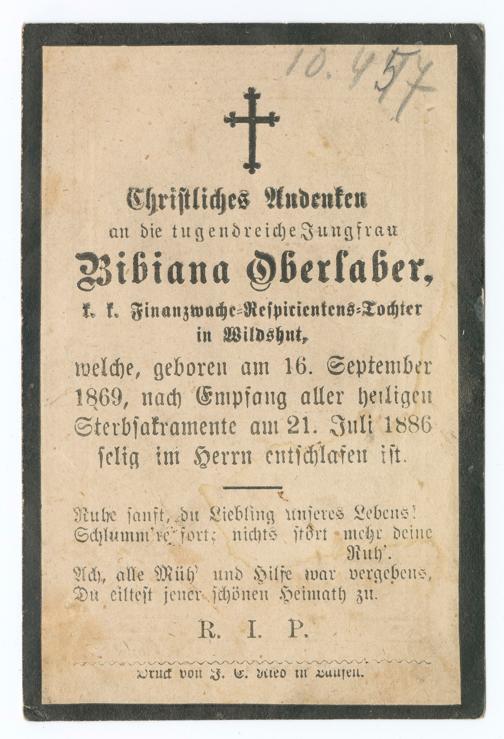 10. 457
Christliches Andenken
an die tugendreiche Jungfrau
Bibiana Oberlaber,
k. k. Finanzwache-Respicientens-Tochter
in Wildshut,
welche, geboren am 16. September
1869, nach Empfang aller heiligen
Sterbsakramente am 21. Juli 1886
selig im Herrn entschlafen ist.
Ruhe sanft, du Liebling unseres Lebens!
Schlumm're fort; nichts stört mehr deine
Ruh'.
Ach, alle Müh' und Hilfe war vergebens,
Du eiltest jener schönen Heimath zu.
R. I. P.
Druck von J. E. in Laufen.